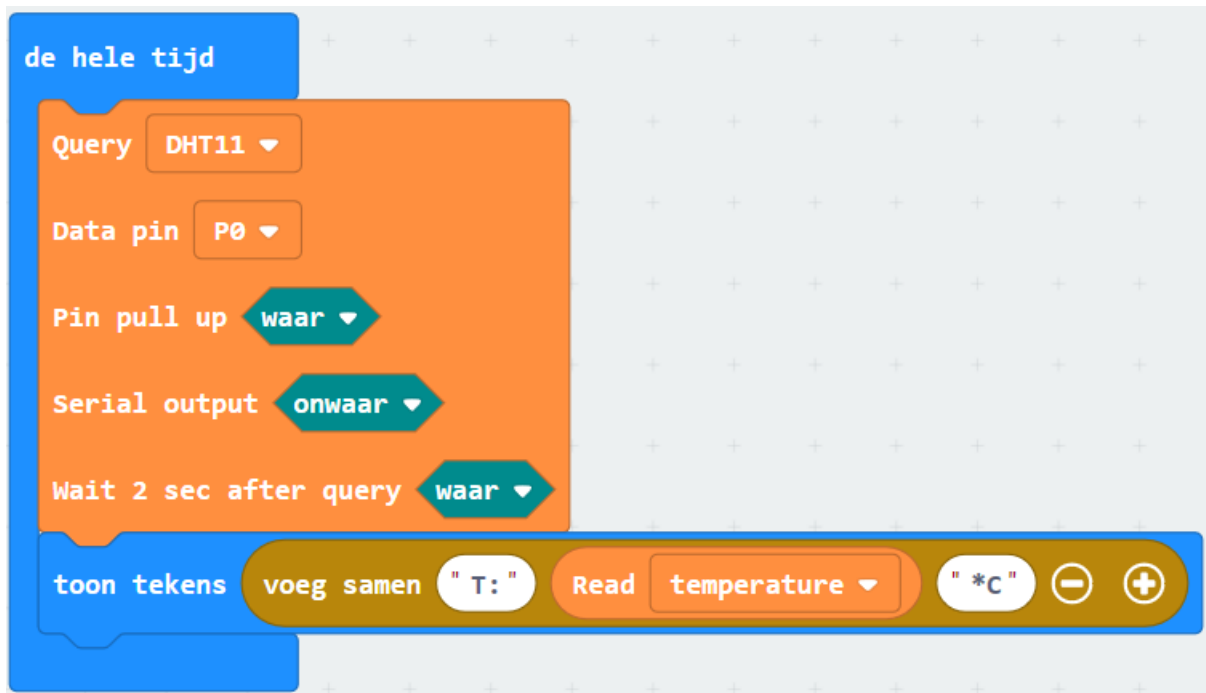 de hele tijd
Query DHT11
Data pin P0
Pin pull up waar
Serial output onwaar
Wait 2 sec after query waar
toon tekens voeg samen "T:" Read temperature "*C"